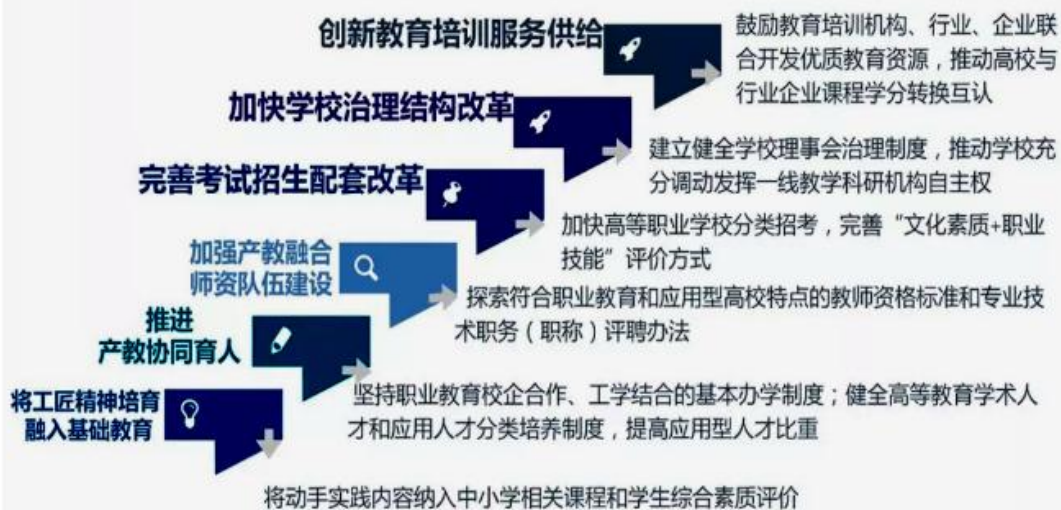 创新教育培训服务供给
鼓励教育培训机构、行业、企业联
合开发优质教育资源，推动高校与
行业企业课程学分转换互认
加快学校治理结构改革
建立健全学校理事会治理制度，推动学校充
分调动发挥一线教学科研机构自主权
完善考试招生配套改革
加快高等职业学校分类招考，完善“文化素质+职业
技能”评价方式
加强产教融合
师资队伍建设
探索符合职业教育和应用型高校特点的教师资格标准和专业技
术职务（职称）评聘办法
推进
产教协同育人
坚持职业教育校企合作、工学结合的基本办学制度；健全高等教育学术人
才和应用人才分类培养制度，提高应用型人才比重
将工匠精神培育
融入基础教育
将动手实践内容纳入中小学相关课程和学生综合素质评价